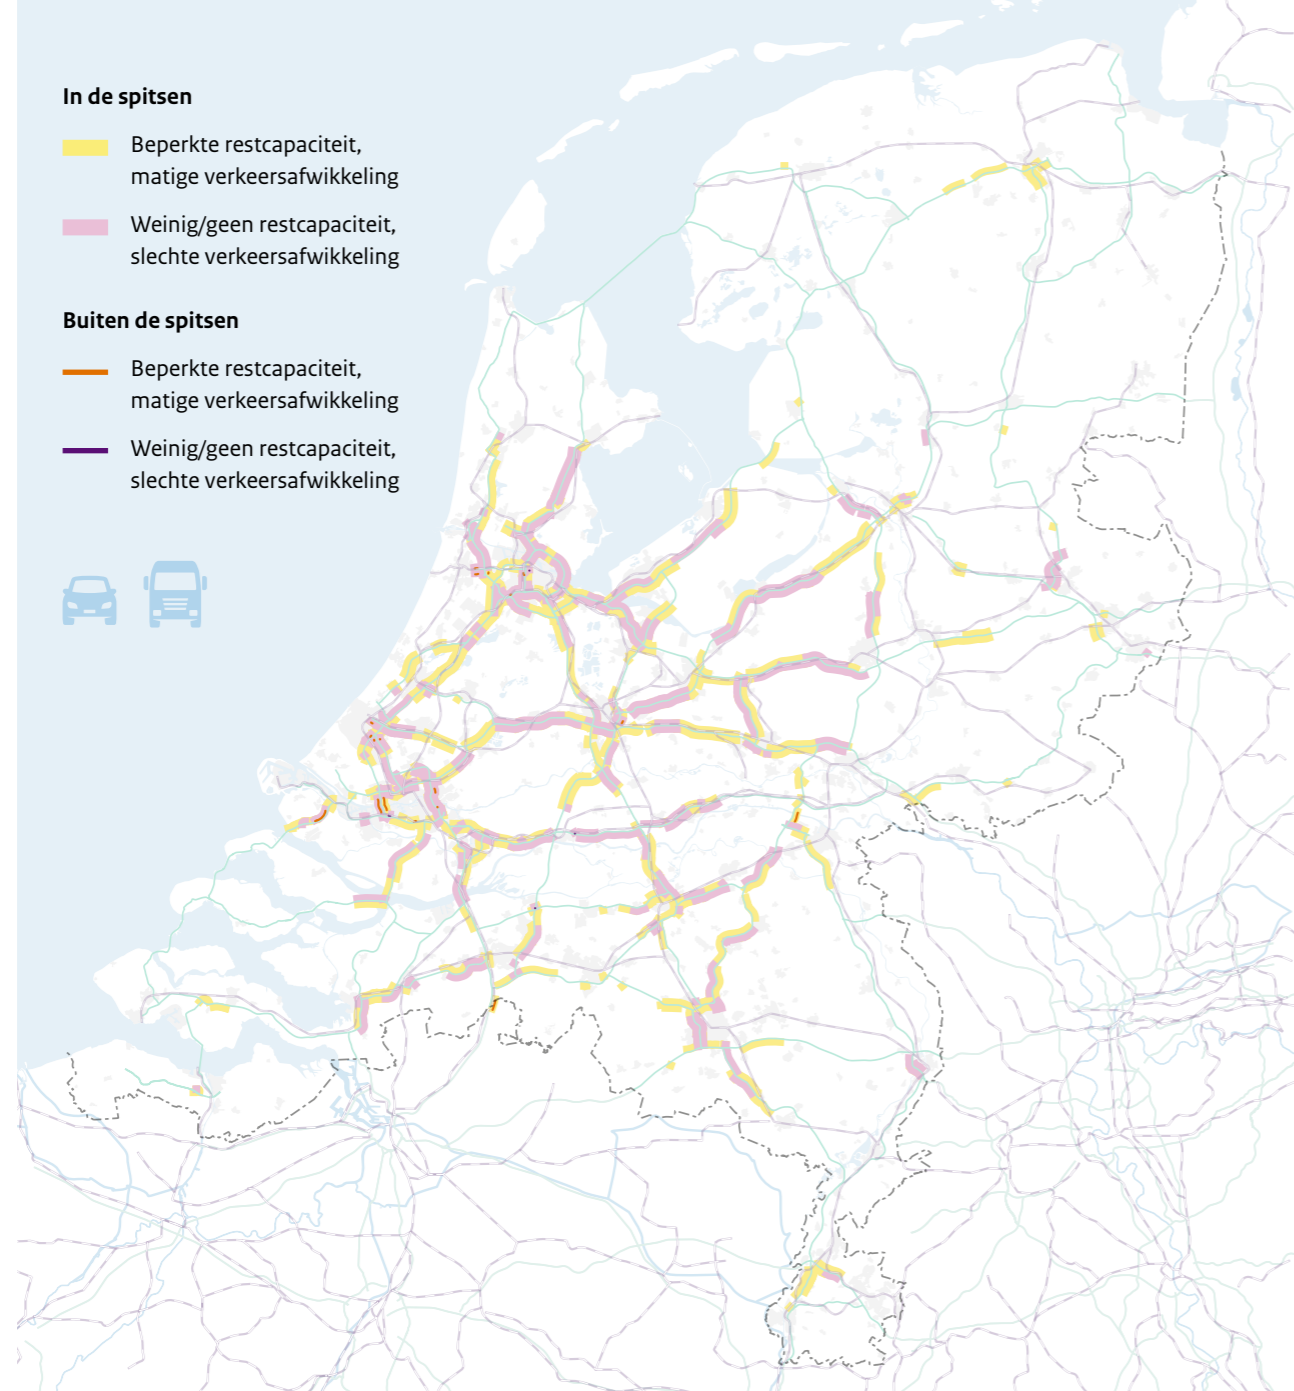 In de spitsen
Beperkte restcapaciteit,
matige verkeersafwikkeling
Weinig/geen restcapaciteit,
slechte verkeersafwikkeling
Buiten de spitsen
Beperkte restcapaciteit,
matige verkeersafwikkeling
Weinig/geen restcapaciteit,
slechte verkeersafwikkeling